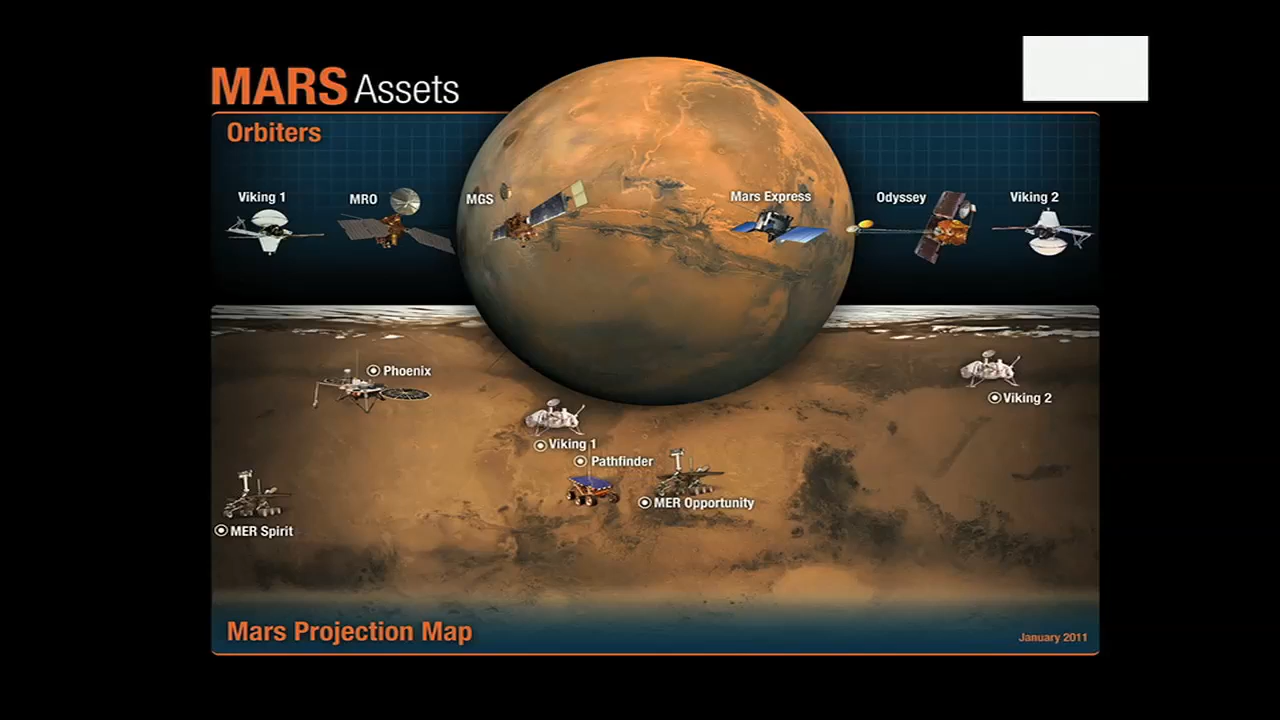 MARS Assets
Orbiters
Viking 1
MRO
MGS
Mars Express
Odyssey
Viking 2
Phoenix
Viking 2
Viking 1
Pathfinder
MER Opportunity
MER Spirit
Mars Projection Map
January 2011